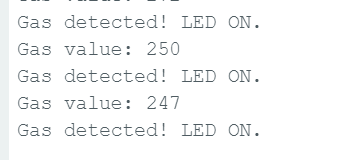 Gas detected! LED ON.
Gas value: 250
Gas detected! LED ON.
Gas value: 247
Gas detected! LED ON.